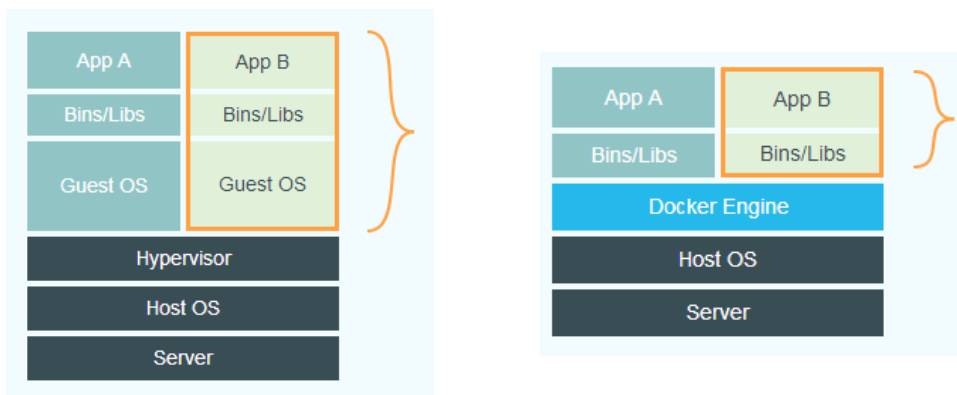 App A
App B
Bins/Libs
Bins/Libs
Guest OS
Guest OS
Hypervisor
Host OS
Server
App A
App B
Bins/Libs
Bins/Libs
Docker Engine
Host OS
Server